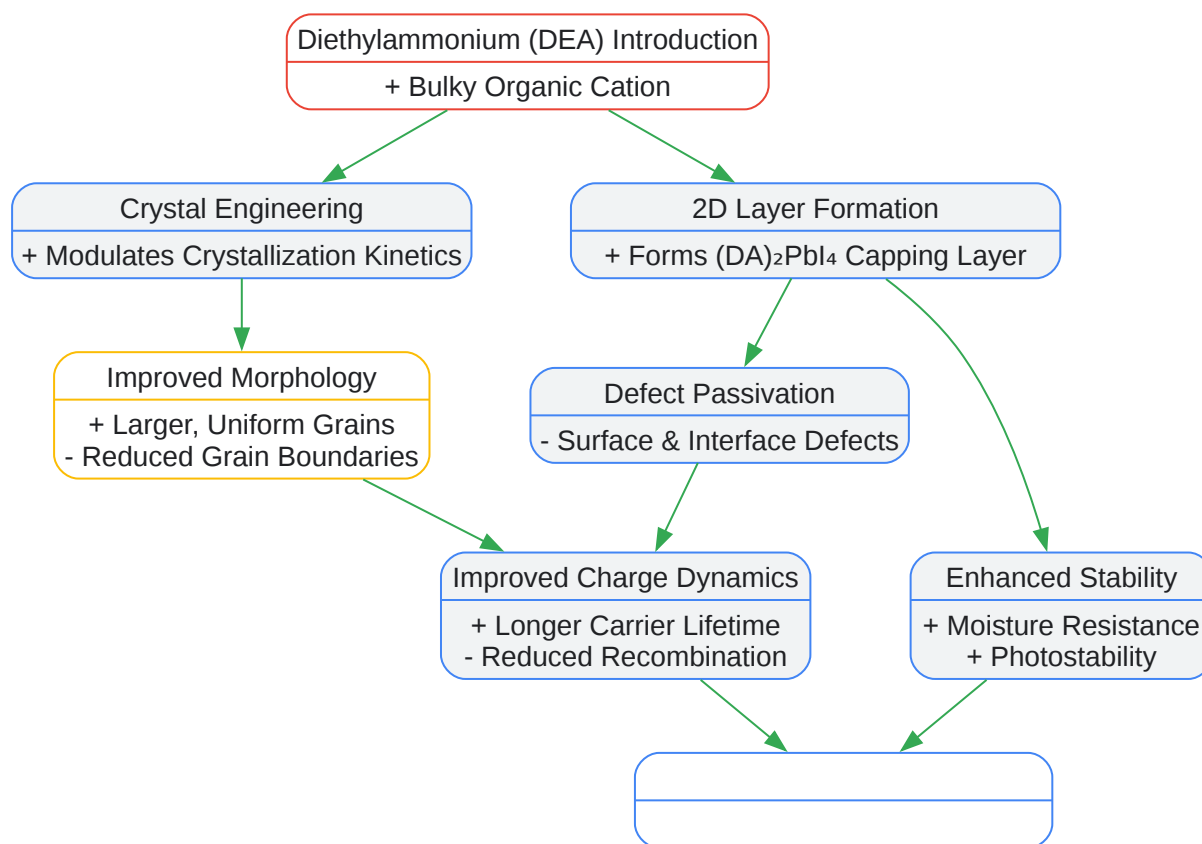 Diethylammonium (DEA) Introduction
+ Bulky Organic Cation
Crystal Engineering
+ Modulates Crystallization Kinetics
2D Layer Formation
+ Forms (DA)₂PbI₄ Capping Layer
Improved Morphology
+ Larger, Uniform Grains
- Reduced Grain Boundaries
Defect Passivation
- Surface & Interface Defects
Improved Charge Dynamics
+ Longer Carrier Lifetime
- Reduced Recombination
Enhanced Stability
+ Moisture Resistance
+ Photostability